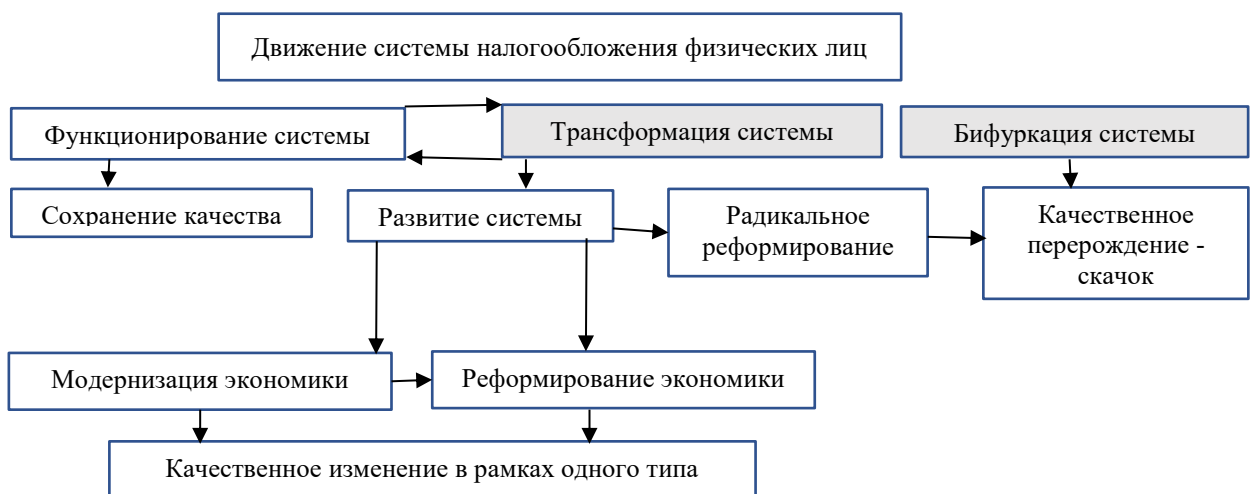 Движение системы налогообложения физических лиц
Функционирование системы
Трансформация системы
Бифуркация системы
Сохранение качества
Развитие системы
Радикальное
реформирование
Качественное
перерождение -
скачок
Модернизация экономики
Реформирование экономики
Качественное изменение в рамках одного типа